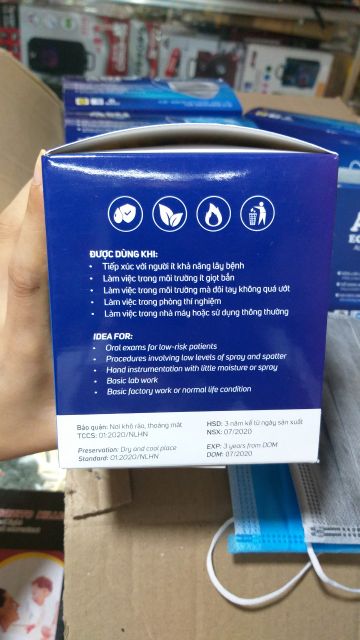 ĐƯỢC DÙNG KHI:
• Tiếp xúc với người ít khả năng lây bệnh
• Làm việc trong môi trường ít giọt bắn
• Làm việc trong môi trường mà đôi tay không quá ướt
• Làm việc trong phòng thí nghiệm
• Làm việc trong nhà máy hoặc sử dụng thông thường
IDEA FOR:
• Oral exams for low-risk patients
• Procedures involving low levels of spray and spatter
• Hand instrumentation with little moisture or spray
• Basic lab work
• Basic factory work or normal life condition
Bảo quản: Nơi khô ráo, thoáng mát
TCCS: 01:2020/NLHN
Preservation: Dry and cool place
Standard: 01:2020/NLHN
HSD: 3 năm kể từ ngày sản xuất
NSX: 07/2020
EXP: 3 years from DOM
DOM: 07/2020